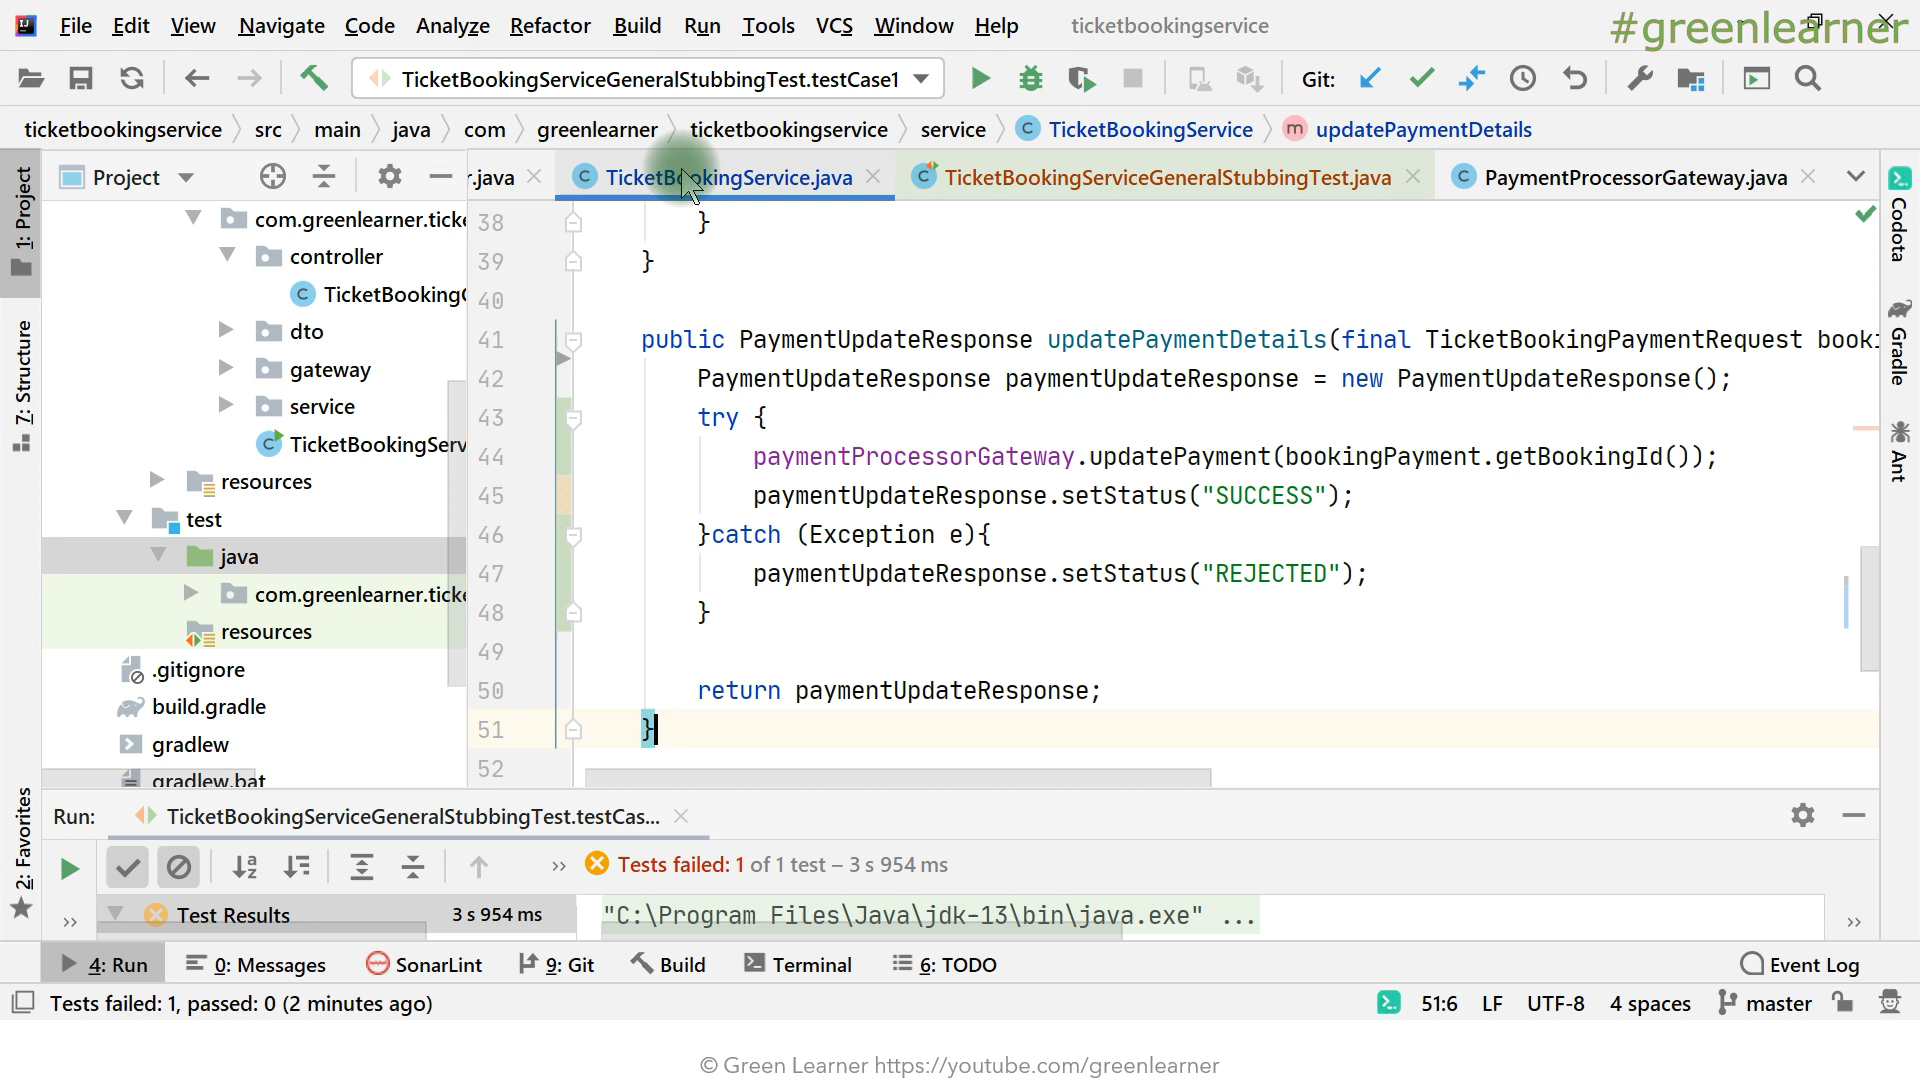 File Edit View Navigate Code Analyze Refactor Build Run Tools VCS Window Help ticketbookingservice #greenlearner
TicketBookingServiceGeneralStubbingTest.testCase1 Git:
ticketbookingservice src main java com greenlearner ticketbookingservice service TicketBookingService updatePaymentDetails
Project r.java TicketBookingService.java TicketBookingServiceGeneralStubbingTest.java PaymentProcessorGateway.java
1: Project
7: Structure
2: Favorites
Codota
Gradle
Ant
com.greenlearner.ticke
controller
TicketBooking
dto
gateway
service
TicketBookingServ
resources
test
java
com.greenlearner.ticke
resources
.gitignore
build.gradle
gradlew
gradlew.bat
38 }
39 }
40
41 public PaymentUpdateResponse updatePaymentDetails(final TicketBookingPaymentRequest booki
42 PaymentUpdateResponse paymentUpdateResponse = new PaymentUpdateResponse();
43 try {
44 paymentProcessorGateway.updatePayment(bookingPayment.getBookingId());
45 paymentUpdateResponse.setStatus("SUCCESS");
46 }catch (Exception e){
47 paymentUpdateResponse.setStatus("REJECTED");
48 }
49
50 return paymentUpdateResponse;
51 }
52
Run: TicketBookingServiceGeneralStubbingTest.testCas...
Tests failed: 1 of 1 test – 3 s 954 ms
Test Results 3 s 954 ms "C:\Program Files\Java\jdk-13\bin\java.exe" ...
4: Run 0: Messages SonarLint 9: Git Build Terminal 6: TODO Event Log
Tests failed: 1, passed: 0 (2 minutes ago) 51:6 LF UTF-8 4 spaces master
© Green Learner https://youtube.com/greenlearner